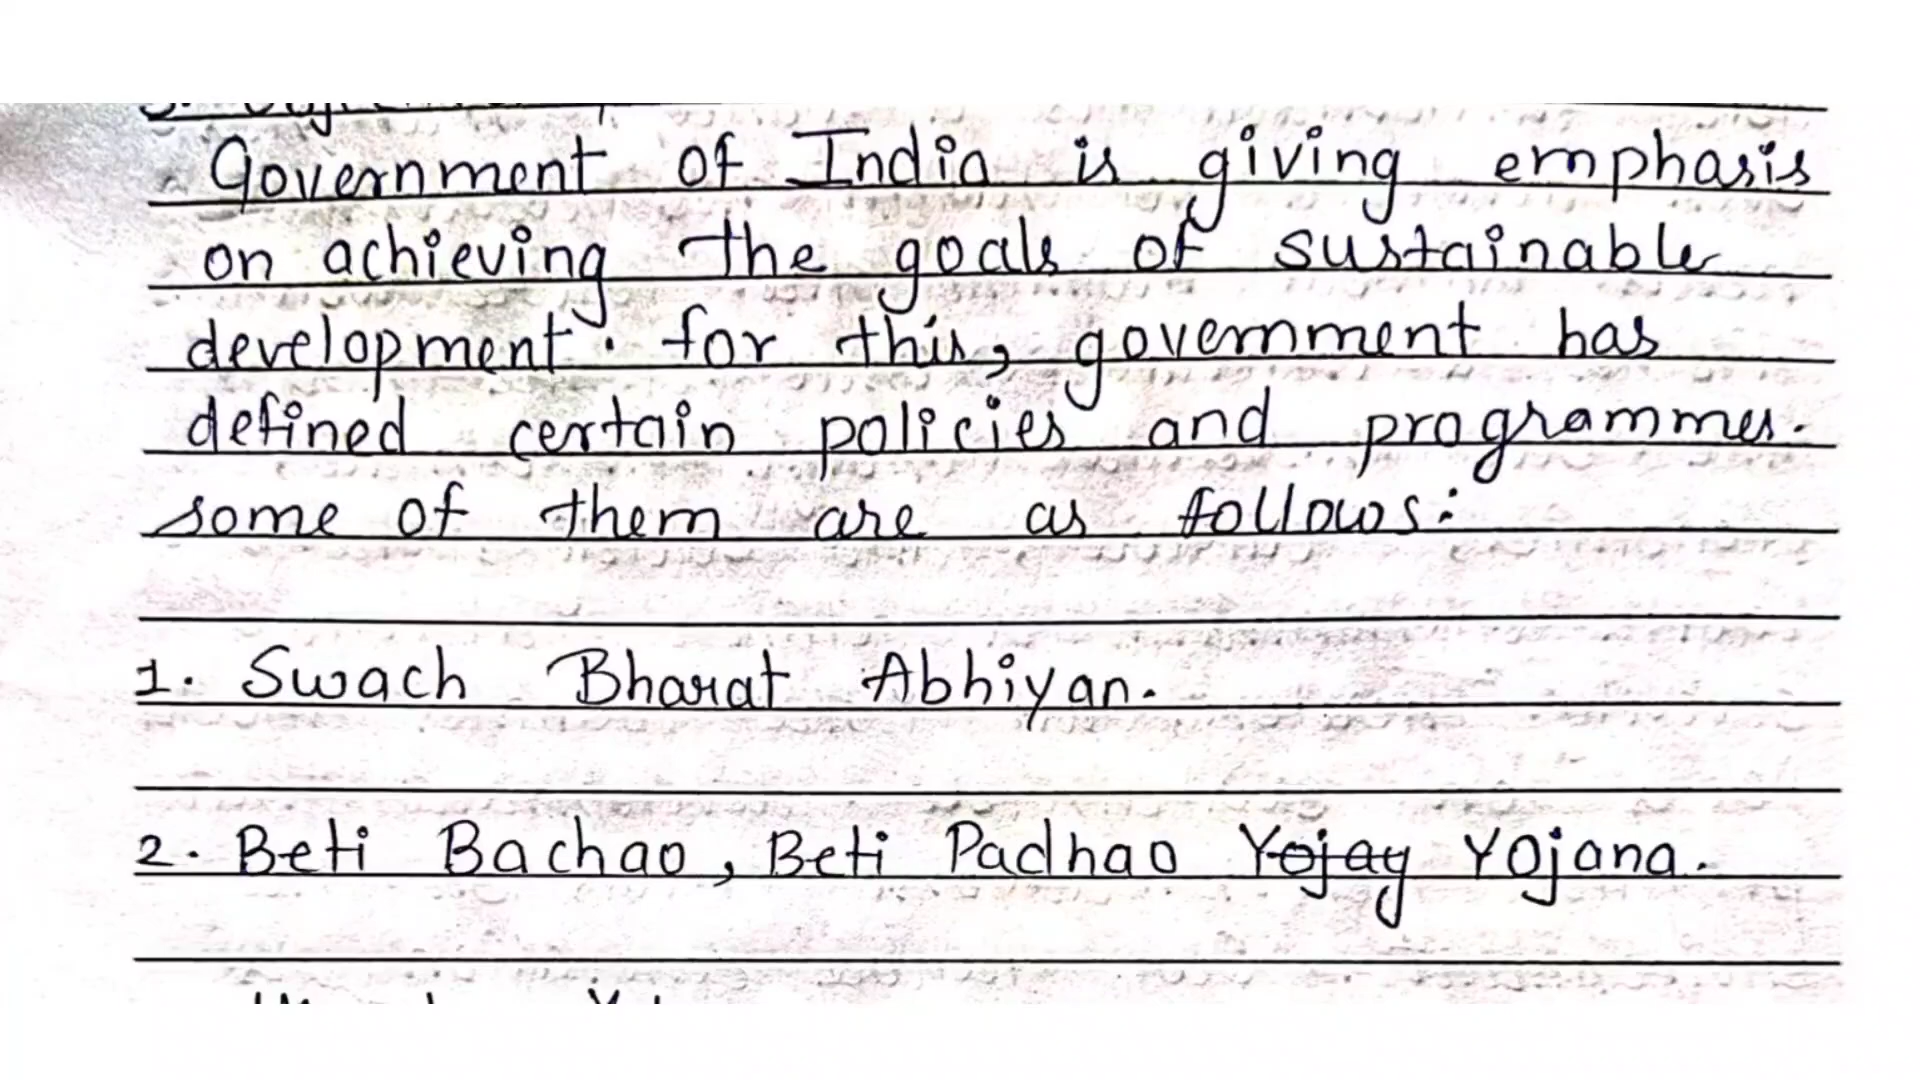 Government of India is giving emphasis
on achieving the goals of sustainable
development. for this, government has
defined certain policies and programmes.
some of them are as follows:
1. Swach Bharat Abhiyan.
2. Beti Bachao, Beti Padhao Yojay Yojana.